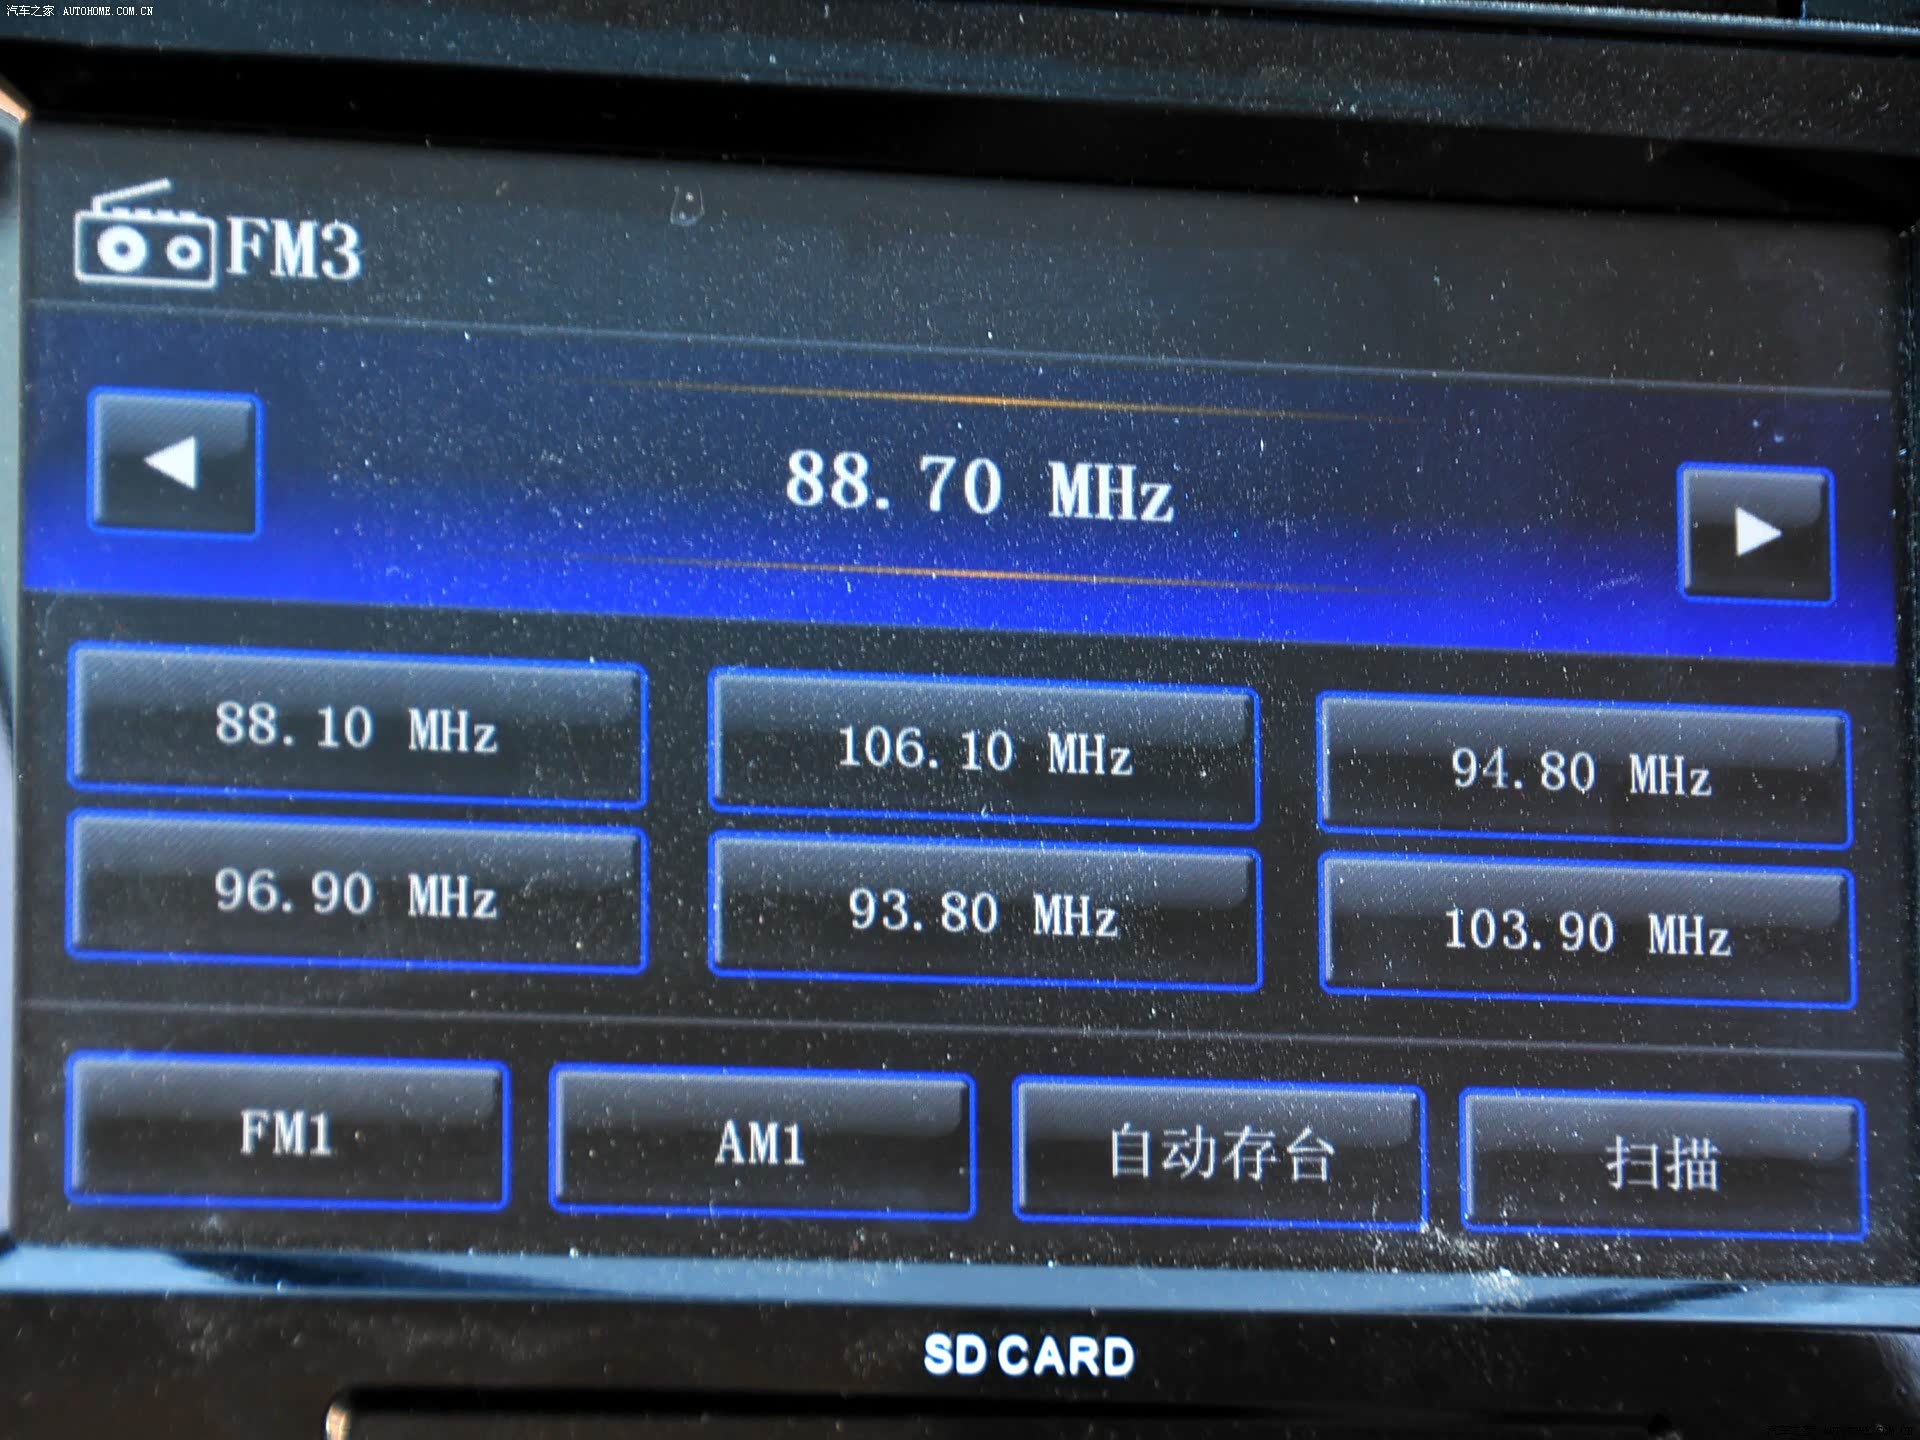 汽车之家 AUTOHOME.COM.CN
FM3
88.70 MHz
88.10 MHz
106.10 MHz
94.80 MHz
96.90 MHz
93.80 MHz
103.90 MHz
FM1
AM1
自动存台
扫描
SD CARD